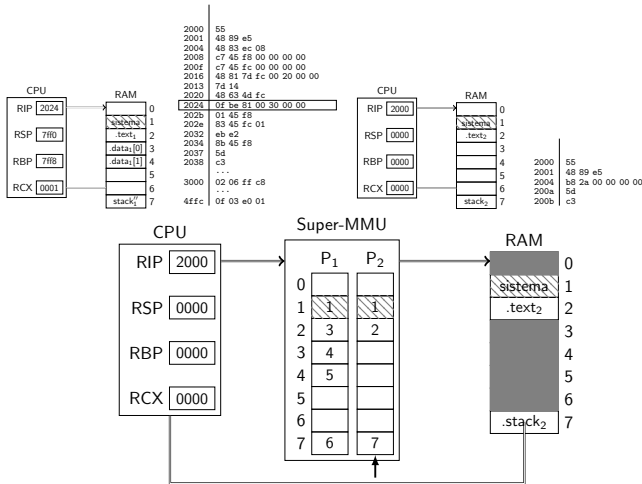 CPU
RIP 2024
RSP 7ff0
RBP 7ff8
RCX 0001
RAM
0
sistema 1
.text₁ 2
.data₁[0] 3
.data₁[1] 4
5
6
stack₁'' 7
2000 55
2001 48 89 e5
2004 48 83 ec 08
2008 c7 45 f8 00 00 00 00
200f c7 45 fc 00 00 00 00
2016 48 81 7d fc 00 20 00 00
2013 7d 14
2020 48 63 4d fc
2024 0f be 81 00 30 00 00
202b 01 45 f8
202e 83 45 fc 01
2032 eb e2
2034 8b 45 f8
2037 5d
2038 c3
...
3000 02 06 ff c8
...
4ffc 0f 03 e0 01
CPU
RIP 2000
RSP 0000
RBP 0000
RCX 0000
RAM
0
sistema 1
.text₂ 2
3
4
5
6
stack₂ 7
2000 55
2001 48 89 e5
2004 b8 2a 00 00 00 00
200a 5d
200b c3
CPU
RIP 2000
RSP 0000
RBP 0000
RCX 0000
Super-MMU
P₁ P₂
0
1 1 1
2 3 2
3 4
4 5
5
6
7 6 7
RAM
0
sistema 1
.text₂ 2
3
4
5
6
.stack₂ 7